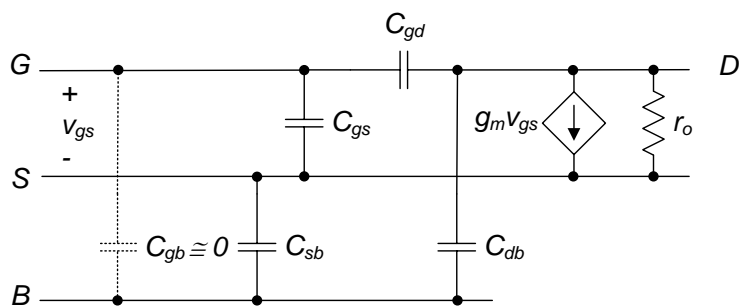 C_gd
G
D
+
v_gs
-
C_gs
g_m v_gs
r_o
S
C_gb ≅ 0
C_sb
C_db
B